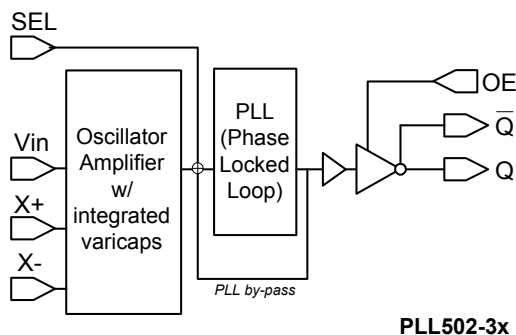 SEL
Vin
X+
X-
Oscillator
Amplifier
w/
integrated
varicaps
PLL
(Phase
Locked
Loop)
PLL by-pass
OE
Q̅
Q
PLL502-3x